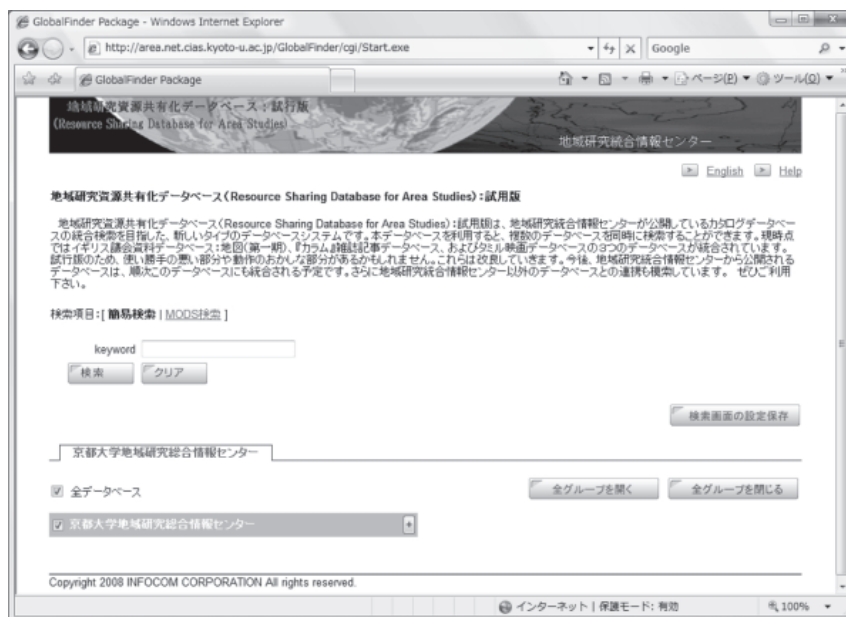 GlobalFinder Package - Windows Internet Explorer
http://area.net.cias.kyoto-u.ac.jp/GlobalFinder/cgi/Start.exe
Google
GlobalFinder Package
ページ(P)
ツール(O)
地域研究資源共有化データベース:試行版
(Resource Sharing Database for Area Studies)
地域研究統合情報センター
English
Help
地域研究資源共有化データベース(Resource Sharing Database for Area Studies):試用版
地域研究資源共有化データベース(Resource Sharing Database for Area Studies):試用版は、地域研究統合情報センターが公開しているカタログデータベー
スの統合検索を目指した、新しいタイプのデータベースシステムです。本データベースを利用すると、複数のデータベースを同時に検索することができます。現時点
ではイギリス議会資料データベース:地図(第一期)、『カラム』雑誌記事データベース、およびタミル映画データベースの3つのデータベースが統合されています。
試行版のため、使い勝手の悪い部分や動作のおかしな部分があるかもしれません。これらは改良していきます。今後、地域研究統合情報センターから公開される
データベースは、順次このデータベースにも統合される予定です。さらに地域研究統合情報センター以外のデータベースとの連携も模索しています。 ぜひご利用
下さい。
検索項目:[ 簡易検索 | MODS検索 ]
keyword
検索
クリア
検索画面の設定保存
京都大学地域研究総合情報センター
全データベース
全グループを開く
全グループを閉じる
京都大学地域研究総合情報センター
+
Copyright 2008 INFOCOM CORPORATION All rights reserved.
インターネット | 保護モード: 有効
100%